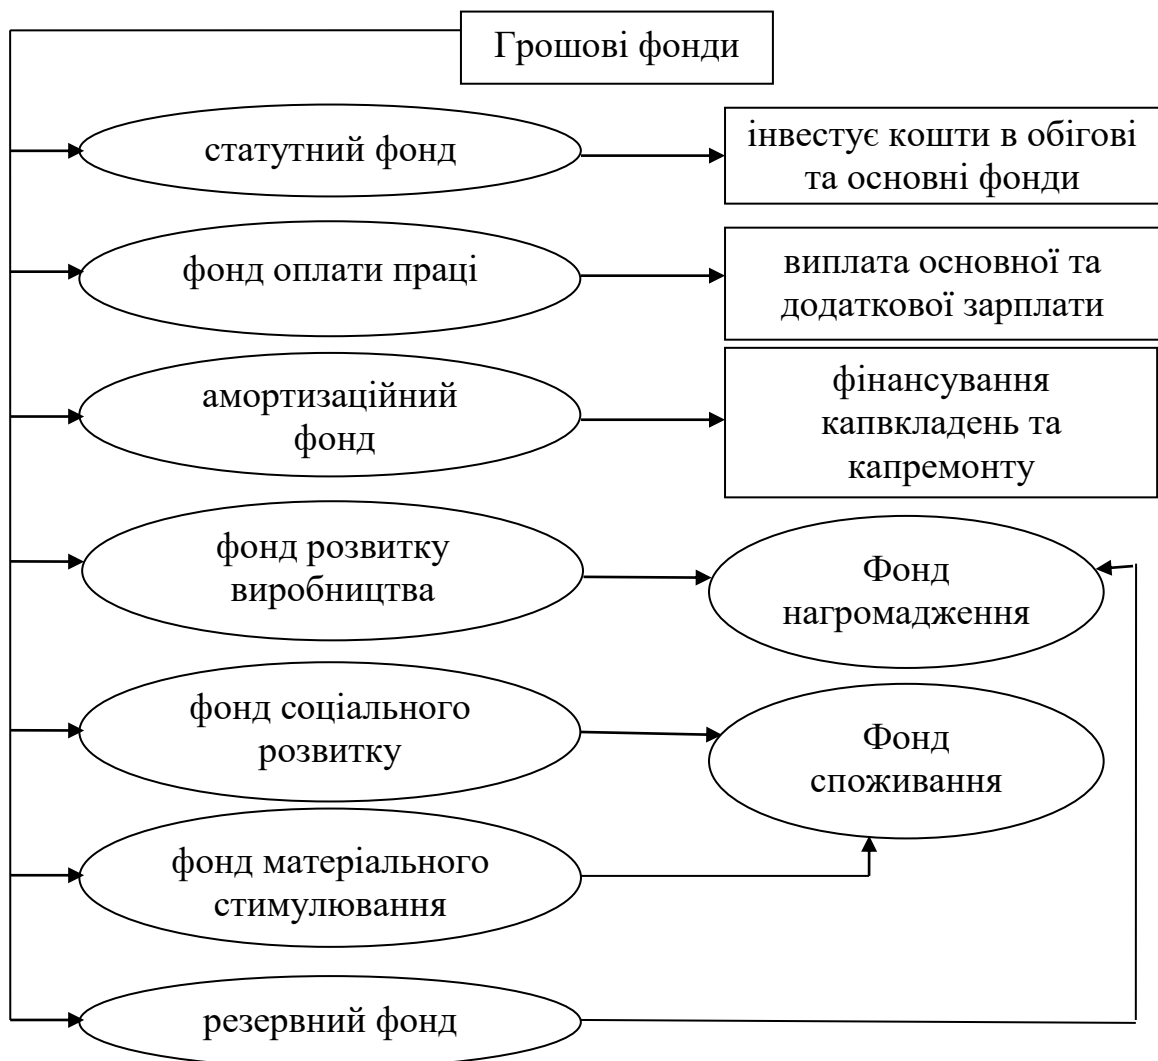 Грошові фонди
статутний фонд
інвестує кошти в обігові
та основні фонди
фонд оплати праці
виплата основної та
додаткової зарплати
амортизаційний
фонд
фінансування
капвкладень та
капремонту
фонд розвитку
виробництва
Фонд
нагромадження
фонд соціального
розвитку
Фонд
споживання
фонд матеріального
стимулювання
резервний фонд